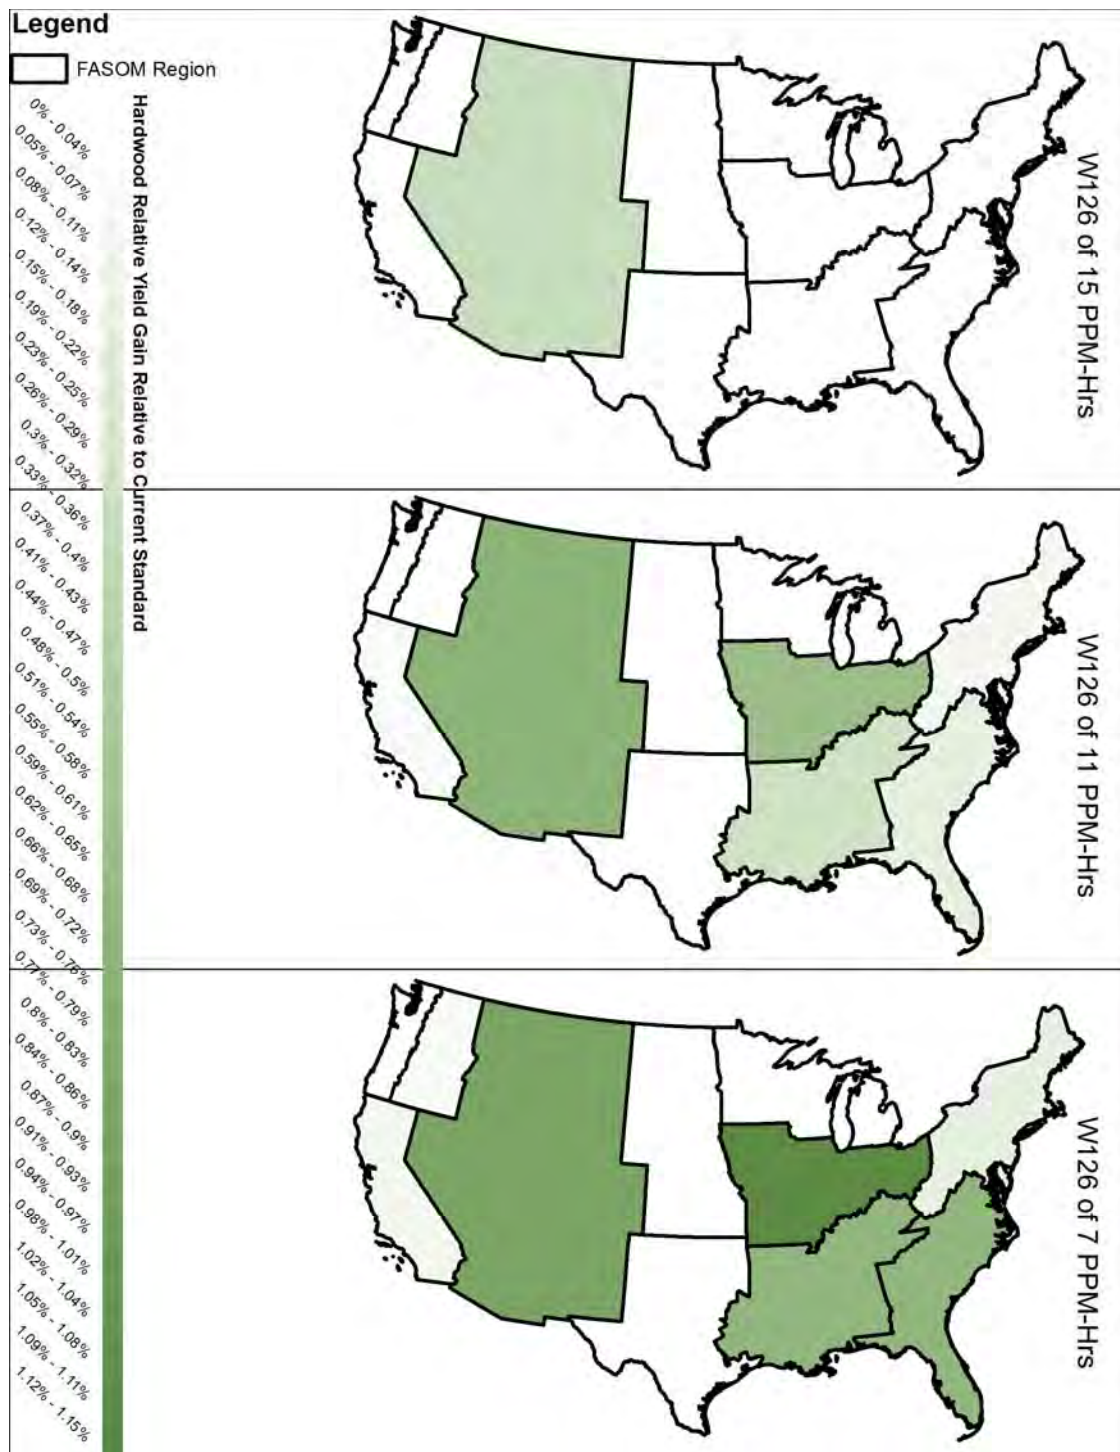 Legend
FASOM Region
Hardwood Relative Yield Gain Relative to Current Standard
0% - 0.04%
0.05% - 0.07%
0.08% - 0.11%
0.12% - 0.14%
0.15% - 0.18%
0.19% - 0.22%
0.23% - 0.25%
0.26% - 0.29%
0.3% - 0.32%
0.33% - 0.36%
0.37% - 0.4%
0.41% - 0.43%
0.44% - 0.47%
0.48% - 0.5%
0.51% - 0.54%
0.55% - 0.58%
0.59% - 0.61%
0.62% - 0.65%
0.66% - 0.68%
0.69% - 0.72%
0.73% - 0.76%
0.77% - 0.79%
0.8% - 0.83%
0.84% - 0.86%
0.87% - 0.9%
0.91% - 0.93%
0.94% - 0.97%
0.98% - 1.01%
1.02% - 1.04%
1.05% - 1.08%
1.09% - 1.11%
1.12% - 1.15%
W126 of 15 PPM-Hrs
W126 of 11 PPM-Hrs
W126 of 7 PPM-Hrs